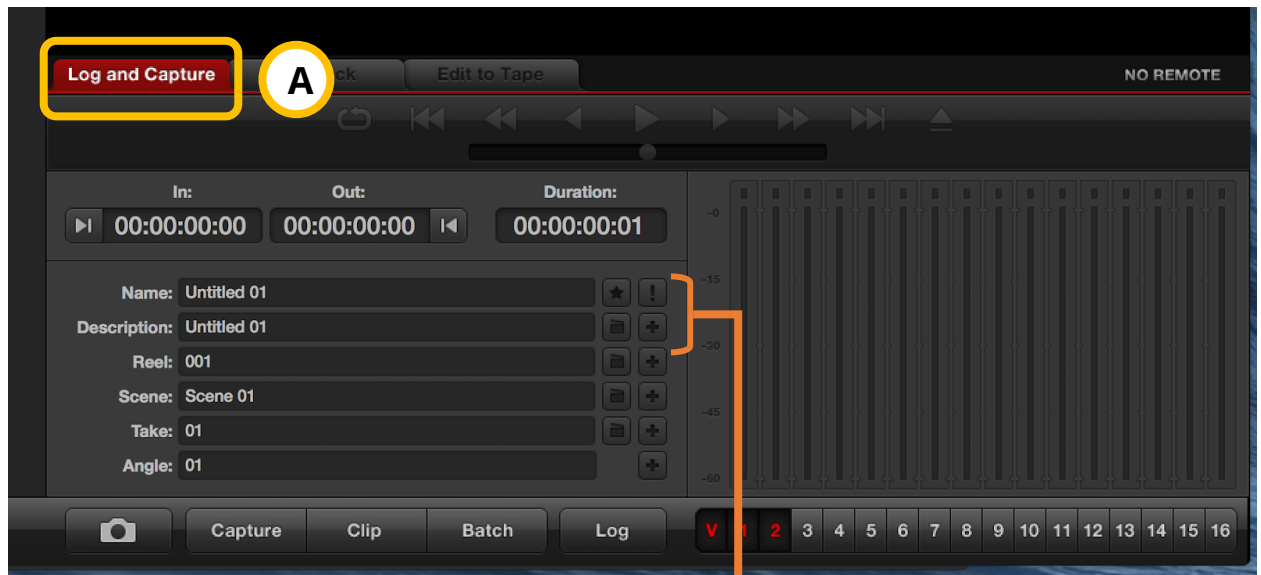 Log and Capture A ck Edit to Tape NO REMOTE
In: Out: Duration:
00:00:00:00 00:00:00:00 00:00:00:01
-0
-15
Name: Untitled 01 !
Description: Untitled 01
-30
Reel: 001
Scene: Scene 01
-45
Take: 01
Angle: 01
-60
Capture Clip Batch Log V 1 2 3 4 5 6 7 8 9 10 11 12 13 14 15 16